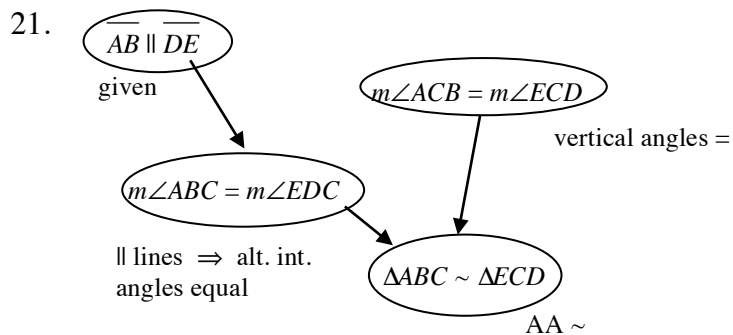 21.
AB || DE
given
m∠ACB = m∠ECD
vertical angles =
m∠ABC = m∠EDC
|| lines ⇒ alt. int.
angles equal
ΔABC ~ ΔECD
AA ~